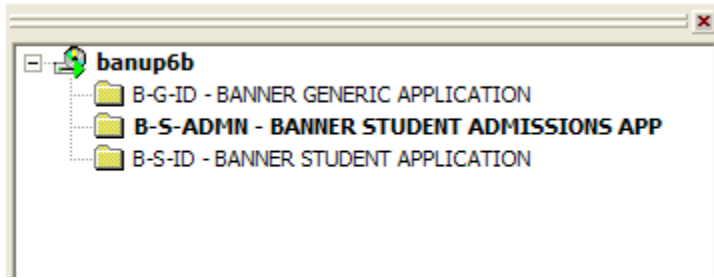 banup6b
B-G-ID - BANNER GENERIC APPLICATION
B-S-ADMN - BANNER STUDENT ADMISSIONS APP
B-S-ID - BANNER STUDENT APPLICATION